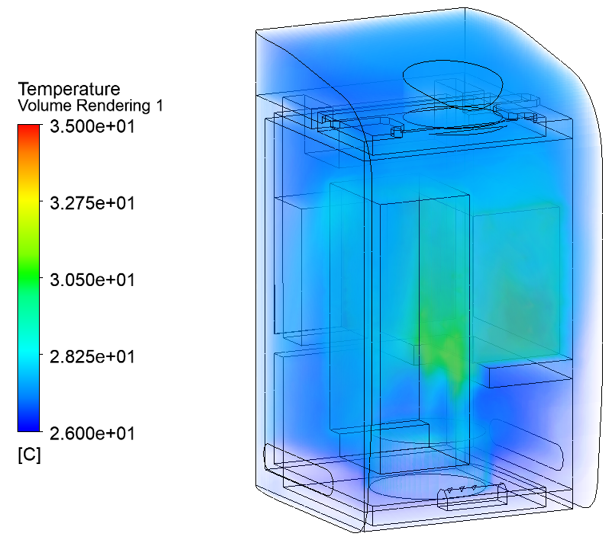 Temperature
Volume Rendering 1
3.500e+01
3.275e+01
3.050e+01
2.825e+01
2.600e+01
[C]